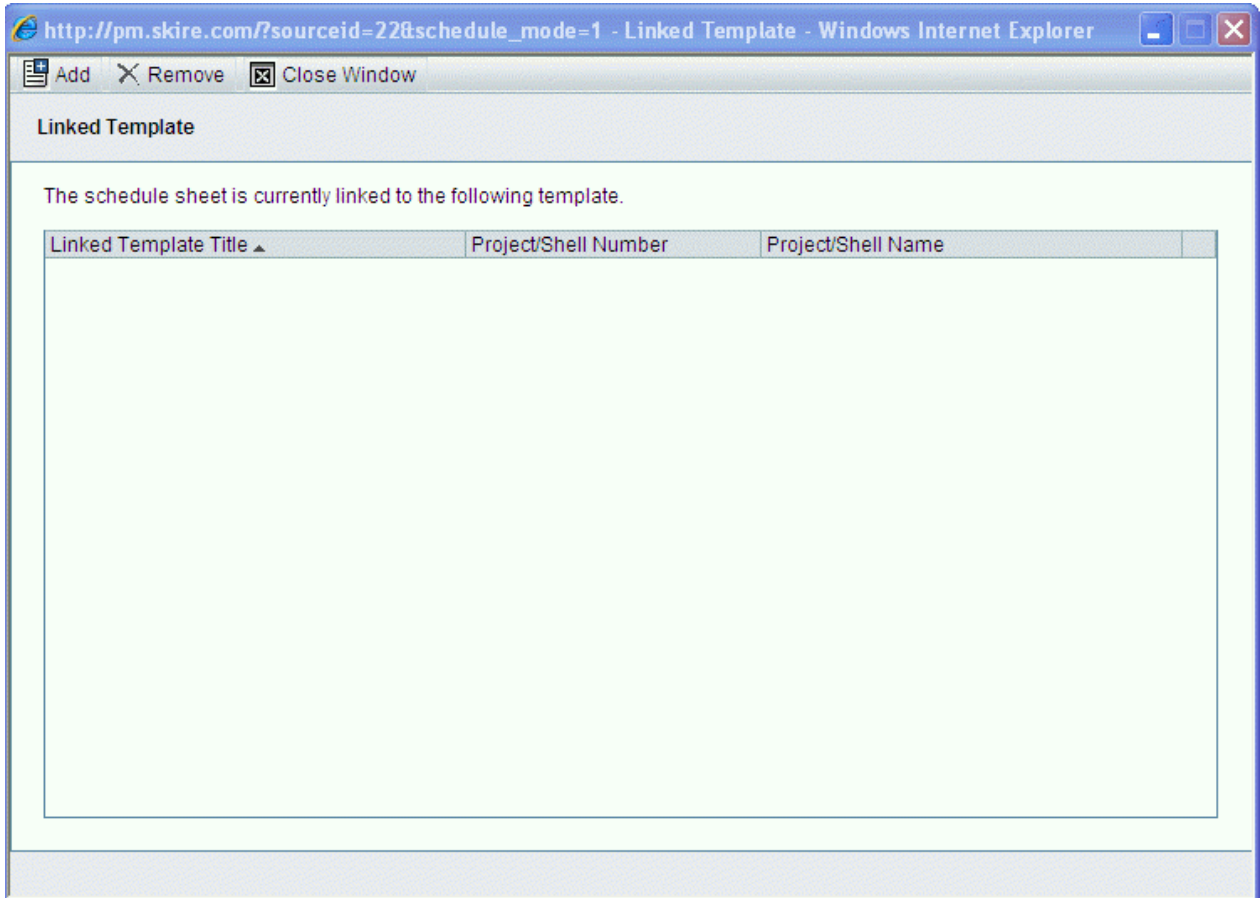 http://pm.skire.com/?sourceid=22&schedule_mode=1 - Linked Template - Windows Internet Explorer
Add Remove Close Window
Linked Template
The schedule sheet is currently linked to the following template.
Linked Template Title Project/Shell Number Project/Shell Name